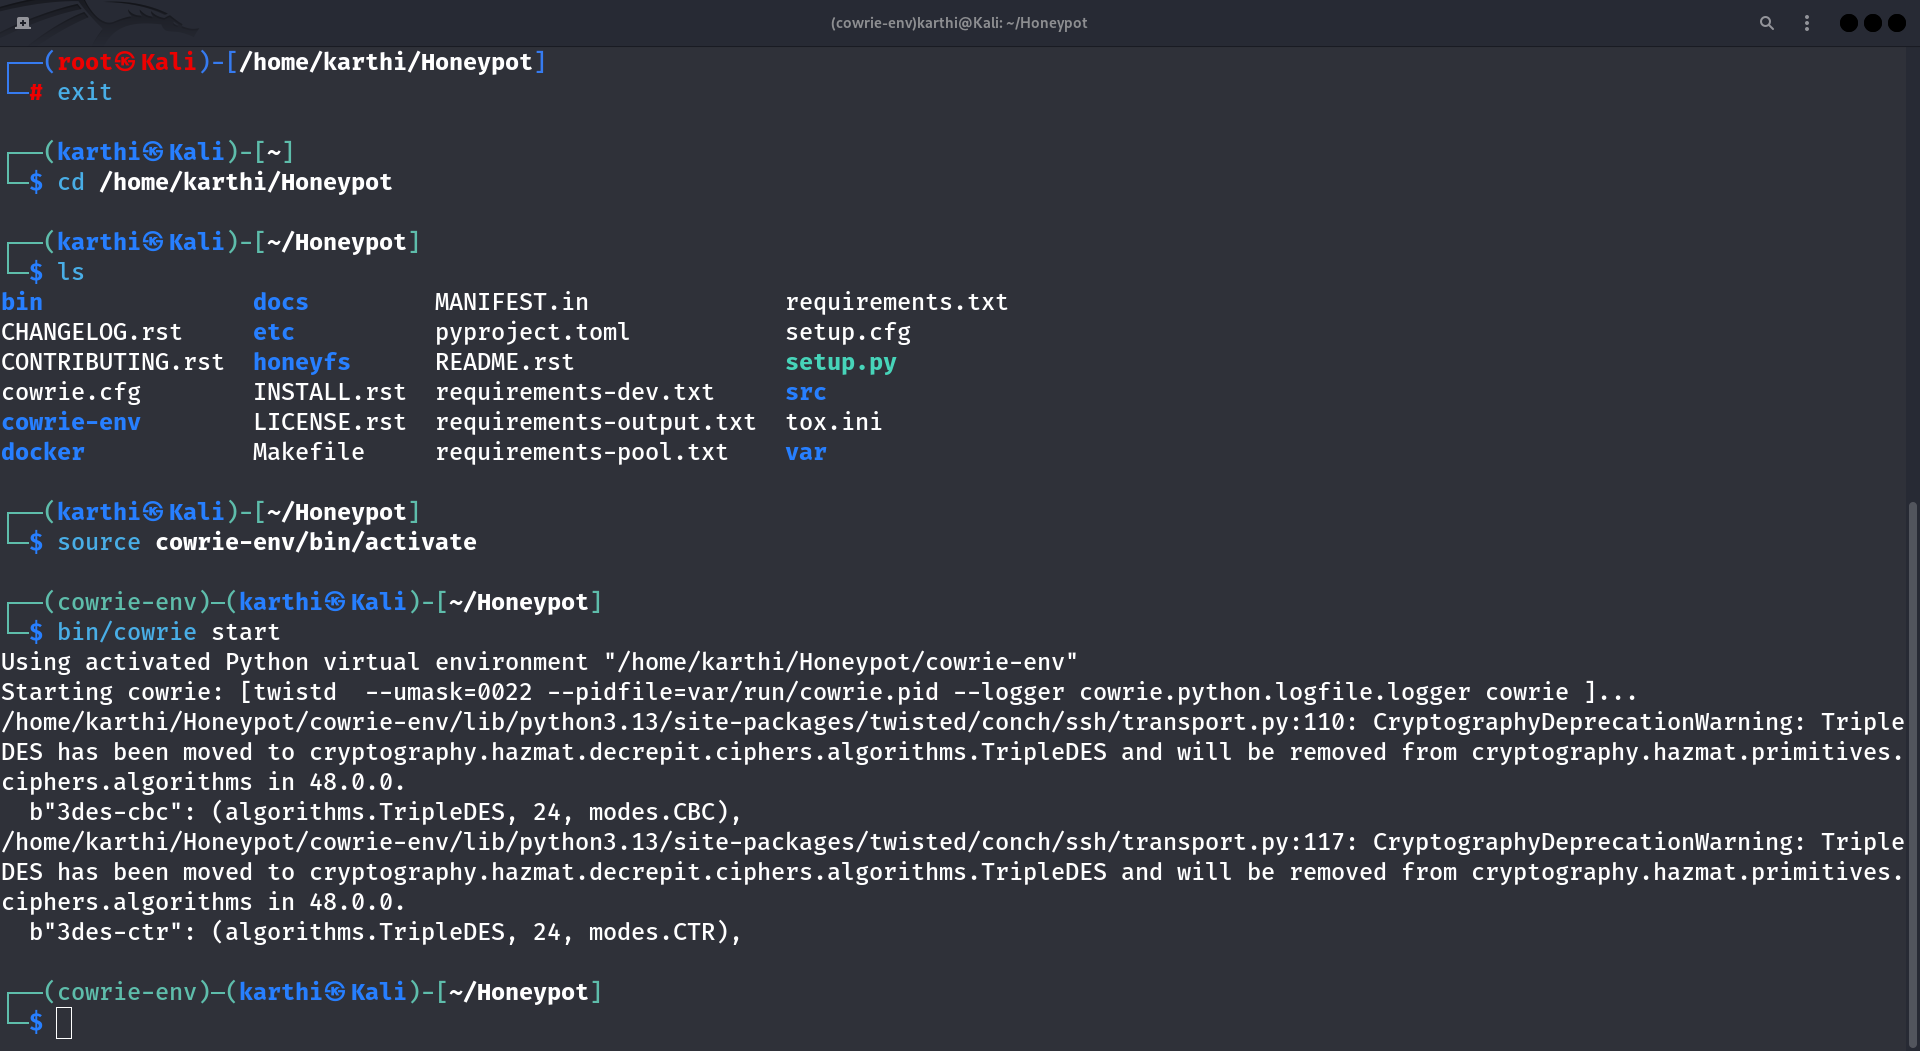 (cowrie-env)karthi@Kali: ~/Honeypot
┌──(root㉿Kali)-[/home/karthi/Honeypot]
└─# exit
┌──(karthi㉿Kali)-[~]
└─$ cd /home/karthi/Honeypot
┌──(karthi㉿Kali)-[~/Honeypot]
└─$ ls
bin docs MANIFEST.in requirements.txt
CHANGELOG.rst etc pyproject.toml setup.cfg
CONTRIBUTING.rst honeyfs README.rst setup.py
cowrie.cfg INSTALL.rst requirements-dev.txt src
cowrie-env LICENSE.rst requirements-output.txt tox.ini
docker Makefile requirements-pool.txt var
┌──(karthi㉿Kali)-[~/Honeypot]
└─$ source cowrie-env/bin/activate
┌──(cowrie-env)─(karthi㉿Kali)-[~/Honeypot]
└─$ bin/cowrie start
Using activated Python virtual environment "/home/karthi/Honeypot/cowrie-env"
Starting cowrie: [twistd  --umask=0022 --pidfile=var/run/cowrie.pid --logger cowrie.python.logfile.logger cowrie ]...
/home/karthi/Honeypot/cowrie-env/lib/python3.13/site-packages/twisted/conch/ssh/transport.py:110: CryptographyDeprecationWarning: Triple
DES has been moved to cryptography.hazmat.decrepit.ciphers.algorithms.TripleDES and will be removed from cryptography.hazmat.primitives.
ciphers.algorithms in 48.0.0.
  b"3des-cbc": (algorithms.TripleDES, 24, modes.CBC),
/home/karthi/Honeypot/cowrie-env/lib/python3.13/site-packages/twisted/conch/ssh/transport.py:117: CryptographyDeprecationWarning: Triple
DES has been moved to cryptography.hazmat.decrepit.ciphers.algorithms.TripleDES and will be removed from cryptography.hazmat.primitives.
ciphers.algorithms in 48.0.0.
  b"3des-ctr": (algorithms.TripleDES, 24, modes.CTR),
┌──(cowrie-env)─(karthi㉿Kali)-[~/Honeypot]
└─$